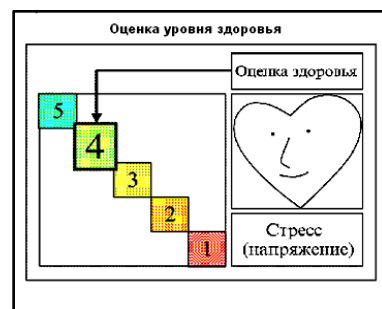 Оценка уровня здоровья
Оценка здоровья
5
4
3
2
1
Стресс
(напряжение)